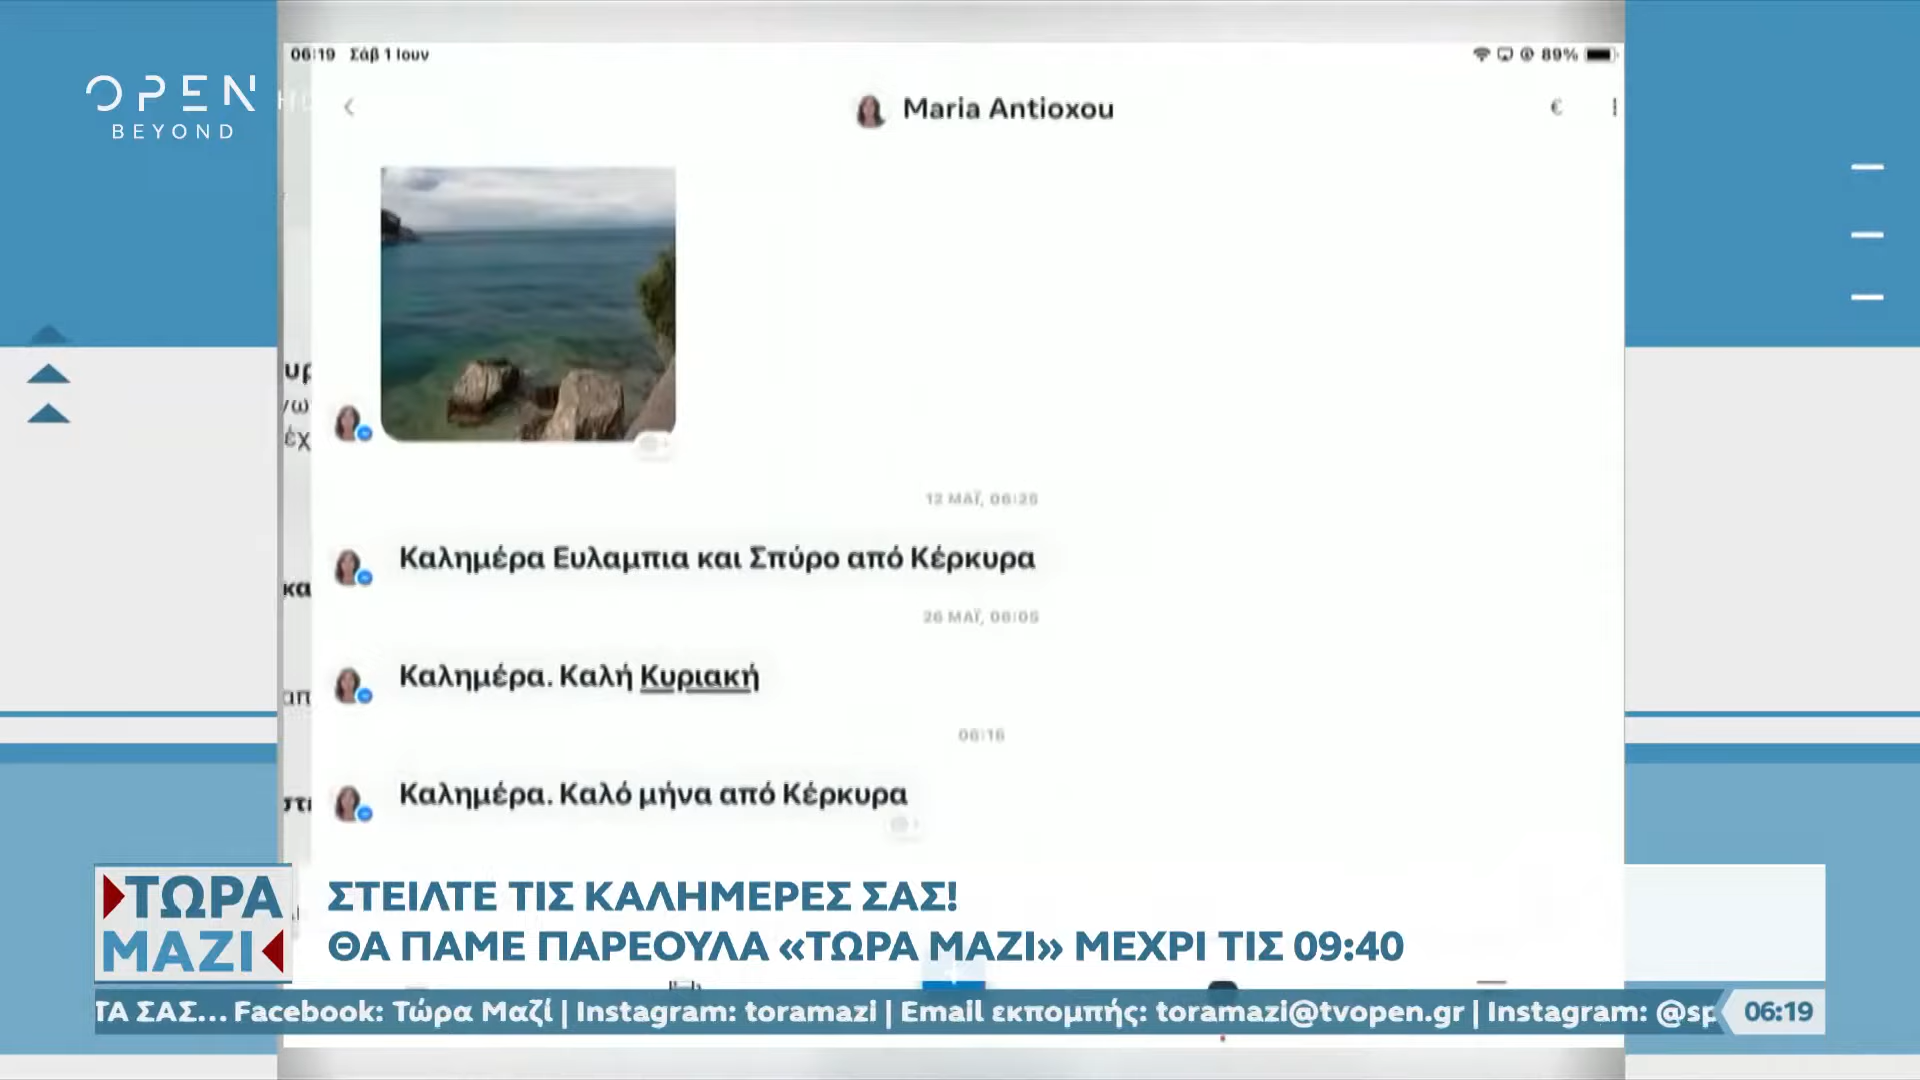 06:19 Σάβ 1 Ιουν
89%
OPEN
BEYOND
Maria Antioxou
€
12 ΜΑΪ, 06:28
Καλημέρα Ευλαμπια και Σπύρο από Κέρκυρα
26 ΜΑΪ, 06:05
Καλημέρα. Καλή Κυριακή
06:16
Καλημέρα. Καλό μήνα από Κέρκυρα
ΤΩΡΑ
ΜΑΖΙ
ΣΤΕΙΛΤΕ ΤΙΣ ΚΑΛΗΜΕΡΕΣ ΣΑΣ!
ΘΑ ΠΑΜΕ ΠΑΡΕΟΥΛΑ «ΤΩΡΑ ΜΑΖΙ» ΜΕΧΡΙ ΤΙΣ 09:40
ΤΑ ΣΑΣ... Facebook: Τώρα Μαζί | Instagram: toramazi | Email εκπομπής: toramazi@tvopen.gr | Instagram: @sp
06:19